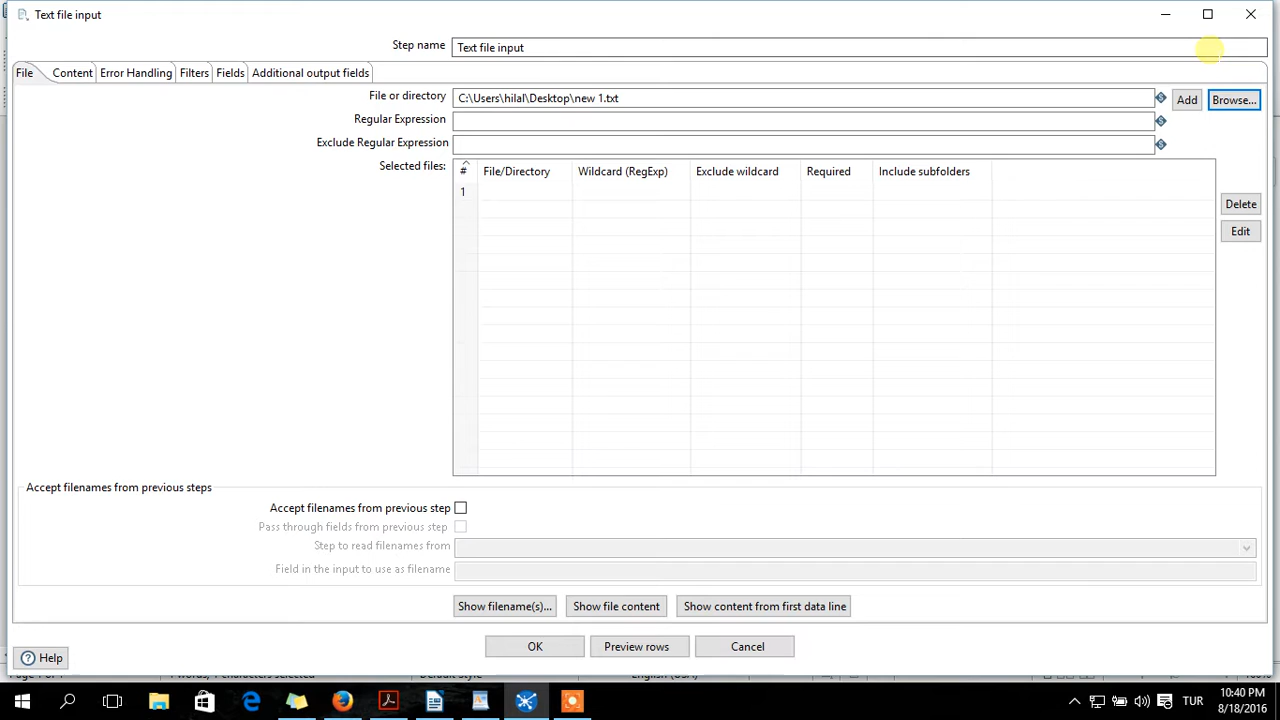 Text file input
Step name Text file input
File Content Error Handling Filters Fields Additional output fields
File or directory C:\Users\hilal\Desktop\new 1.txt Add Browse...
Regular Expression
Exclude Regular Expression
Selected files: # File/Directory Wildcard (RegExp) Exclude wildcard Required Include subfolders
1
Delete
Edit
Accept filenames from previous steps
Accept filenames from previous step
Pass through fields from previous step
Step to read filenames from
Field in the input to use as filename
Show filename(s)... Show file content Show content from first data line
OK Preview rows Cancel
Help
TUR
10:40 PM
8/18/2016